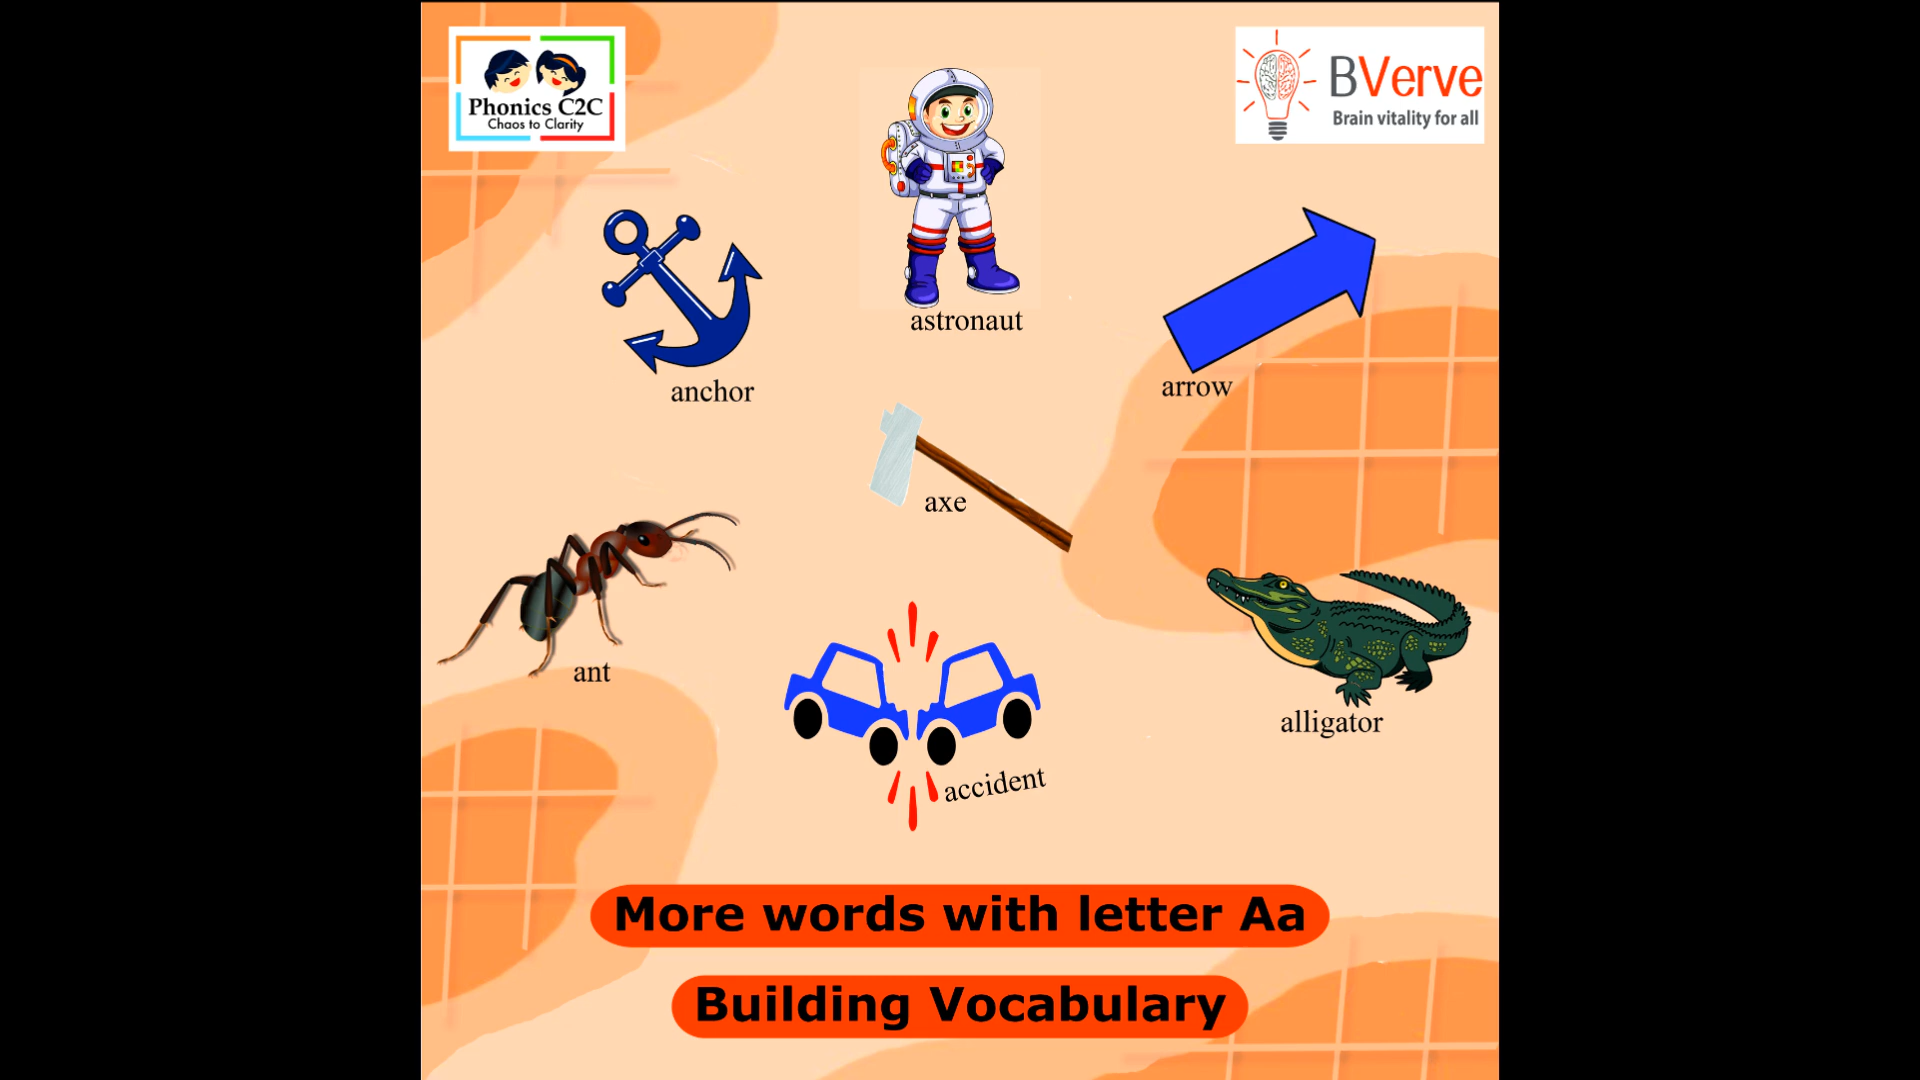 Phonics C2C
Chaos to Clarity
BVerve
Brain vitality for all
astronaut
anchor
arrow
axe
ant
alligator
accident
More words with letter Aa
Building Vocabulary